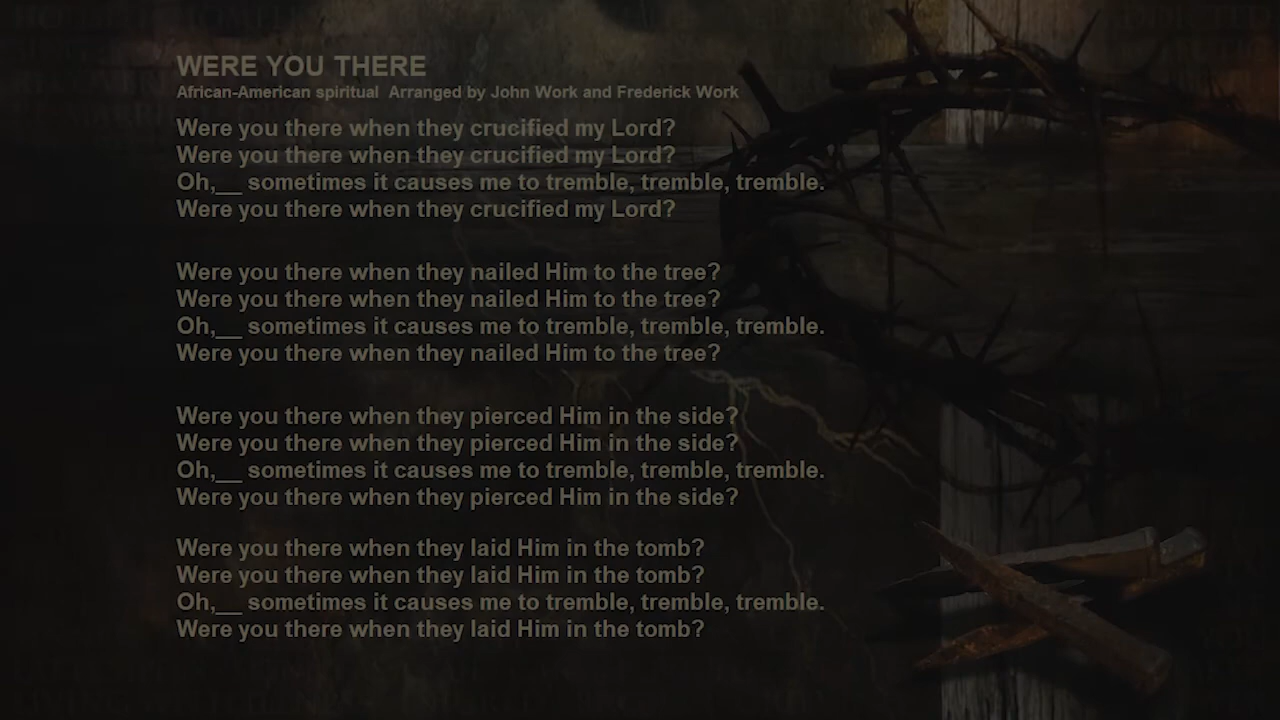 WERE YOU THERE
African-American spiritual  Arranged by John Work and Frederick Work
Were you there when they crucified my Lord?
Were you there when they crucified my Lord?
Oh,__ sometimes it causes me to tremble, tremble, tremble.
Were you there when they crucified my Lord?
Were you there when they nailed Him to the tree?
Were you there when they nailed Him to the tree?
Oh,__ sometimes it causes me to tremble, tremble, tremble.
Were you there when they nailed Him to the tree?
Were you there when they pierced Him in the side?
Were you there when they pierced Him in the side?
Oh,__ sometimes it causes me to tremble, tremble, tremble.
Were you there when they pierced Him in the side?
Were you there when they laid Him in the tomb?
Were you there when they laid Him in the tomb?
Oh,__ sometimes it causes me to tremble, tremble, tremble.
Were you there when they laid Him in the tomb?